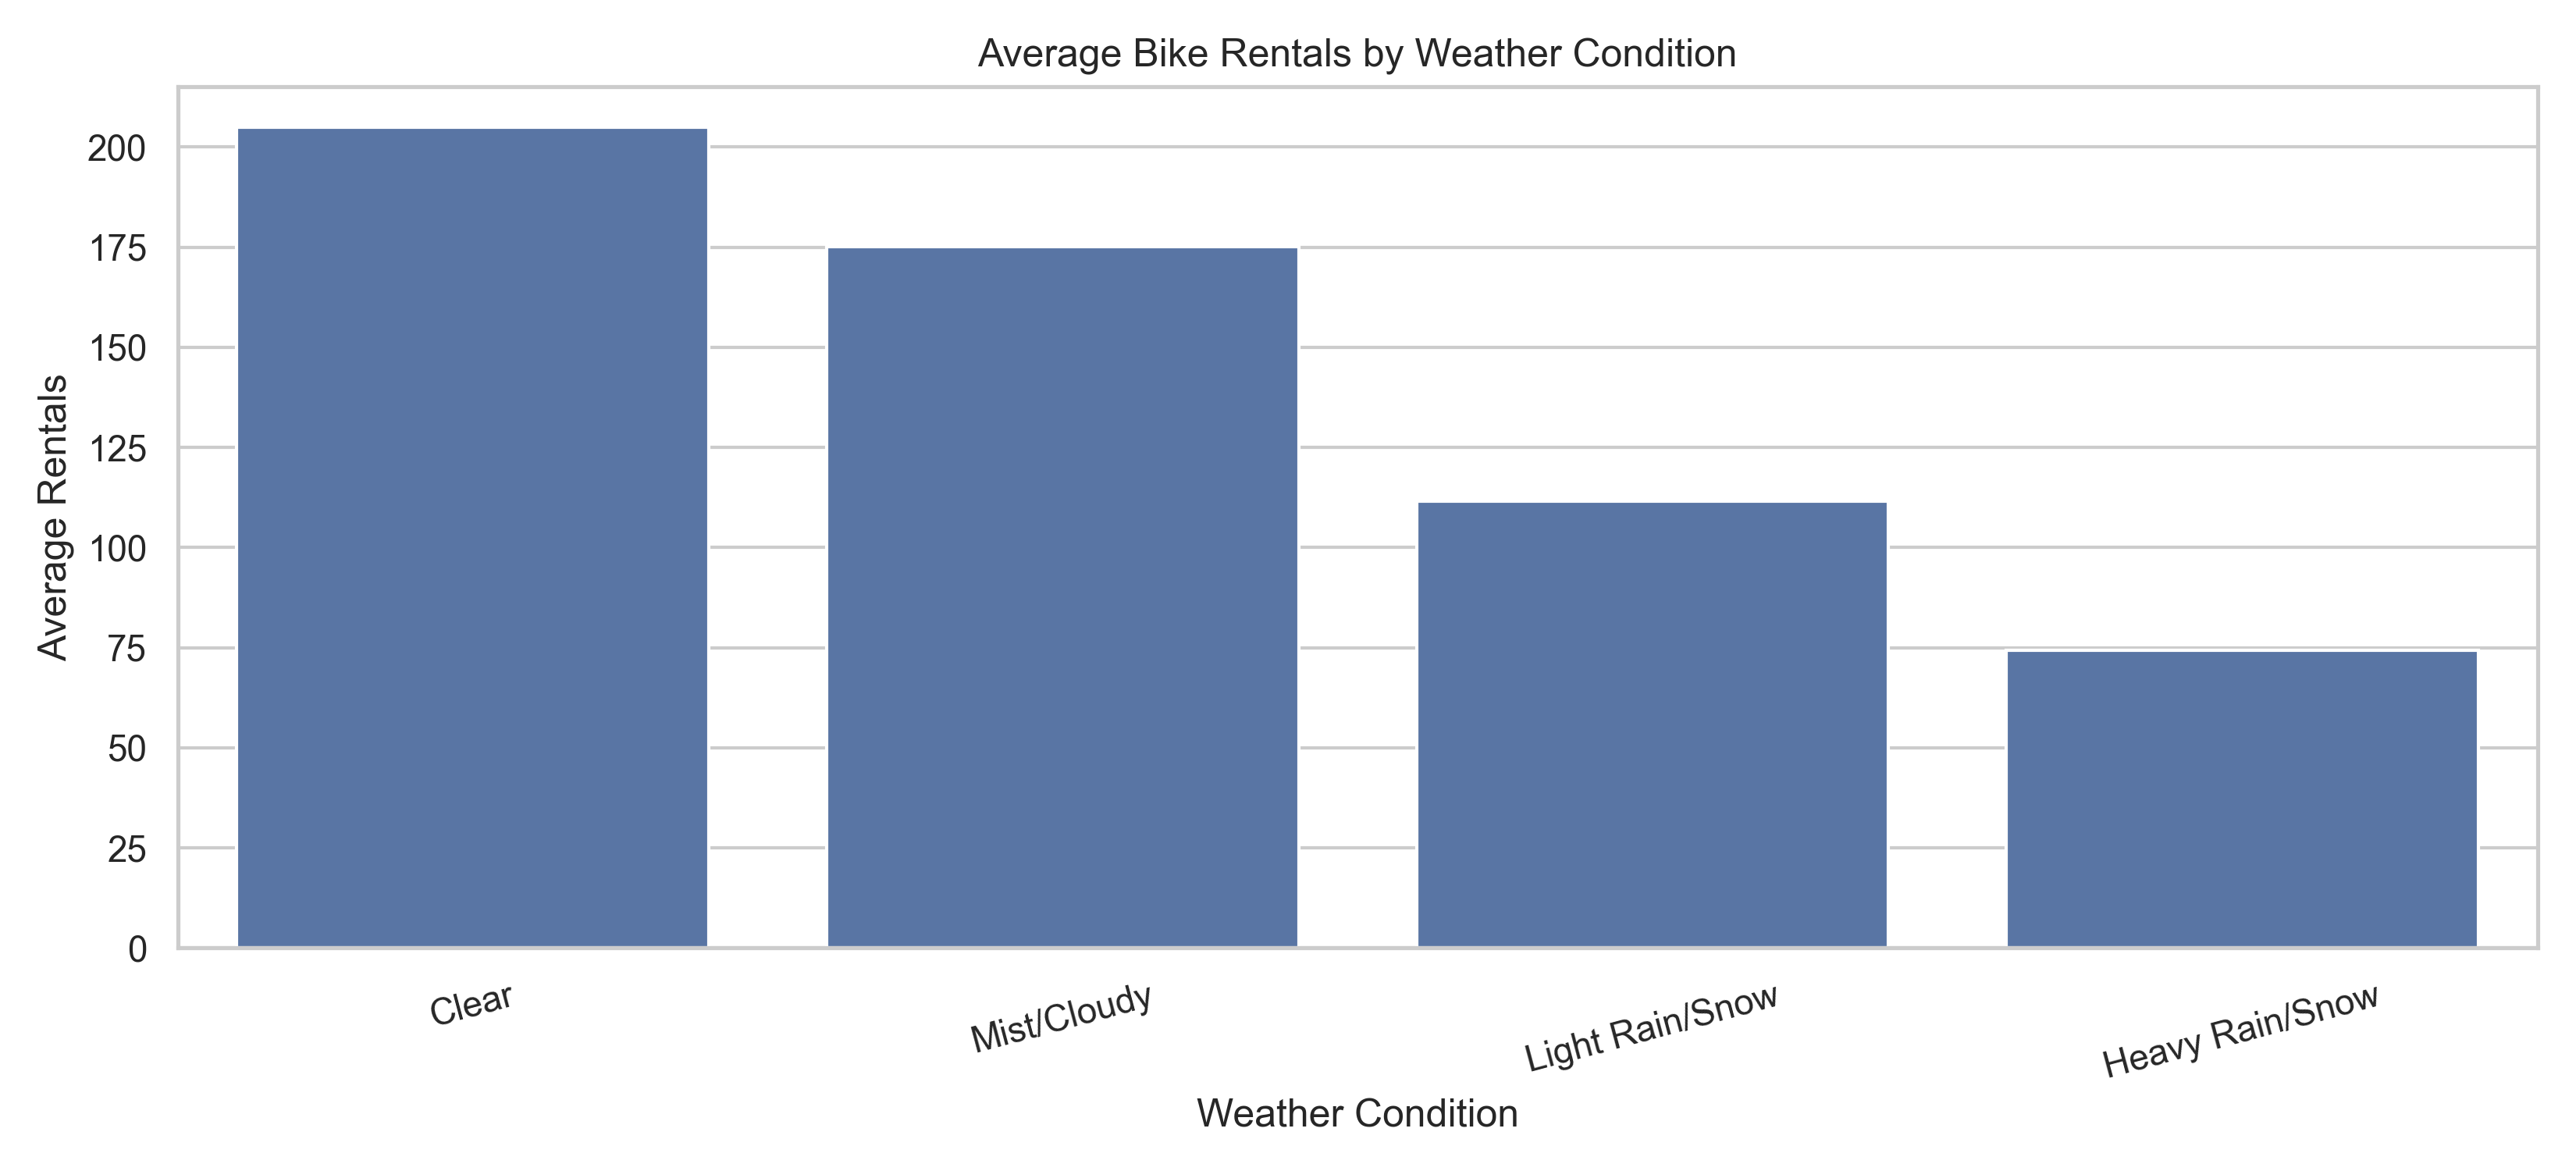 Average Bike Rentals by Weather Condition
Average Rentals
200
175
150
125
100
75
50
25
0
Clear
Mist/Cloudy
Light Rain/Snow
Heavy Rain/Snow
Weather Condition